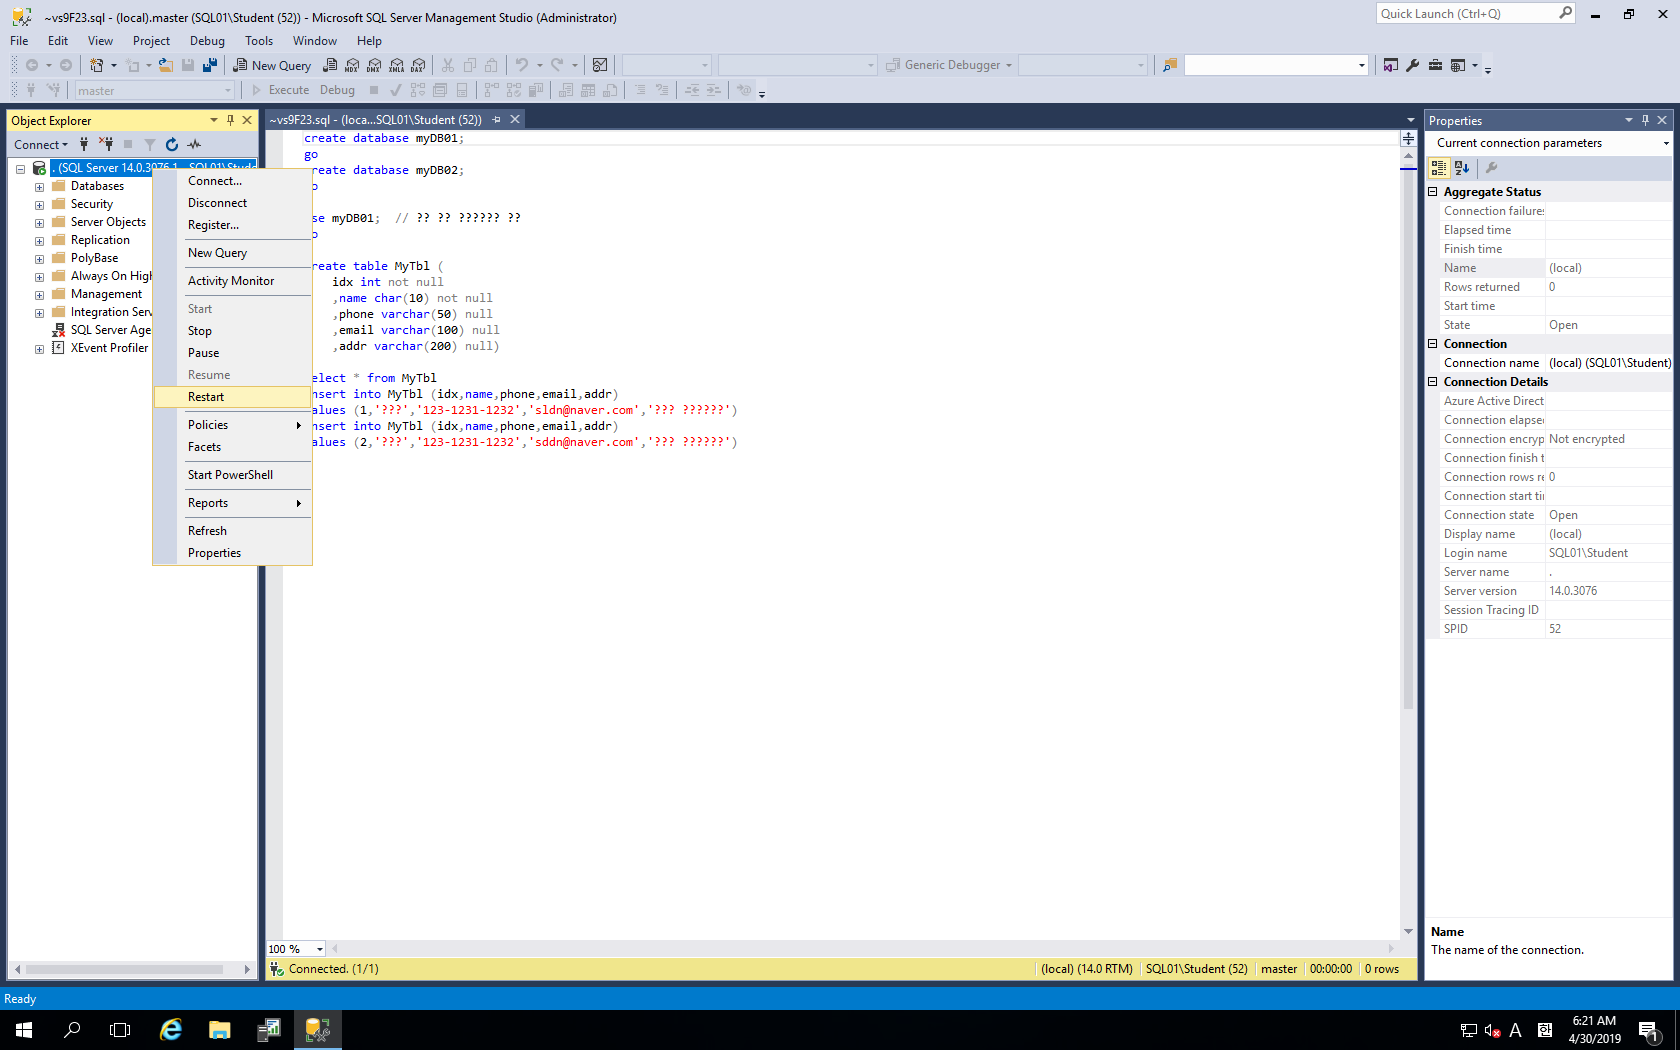 ~vs9F23.sql - (local).master (SQL01\Student (52)) - Microsoft SQL Server Management Studio (Administrator)
Quick Launch (Ctrl+Q)
File Edit View Project Debug Tools Window Help
New Query MDX DMX XMLA DAX Generic Debugger
master Execute Debug
Object Explorer
Connect
. (SQL Server 14.0.3076.1 - SQL01\Stude
Databases
Security
Server Objects
Replication
PolyBase
Always On High
Management
Integration Serv
SQL Server Age
XEvent Profiler
Connect...
Disconnect
Register...
New Query
Activity Monitor
Start
Stop
Pause
Resume
Restart
Policies
Facets
Start PowerShell
Reports
Refresh
Properties
~vs9F23.sql - (loca...SQL01\Student (52))
create database myDB01;
go
reate database myDB02;
o
se myDB01;  // ?? ?? ?????? ??
o
reate table MyTbl (
idx int not null
,name char(10) not null
,phone varchar(50) null
,email varchar(100) null
,addr varchar(200) null)
elect * from MyTbl
nsert into MyTbl (idx,name,phone,email,addr)
alues (1,'???','123-1231-1232','sldn@naver.com','??? ??????')
nsert into MyTbl (idx,name,phone,email,addr)
alues (2,'???','123-1231-1232','sddn@naver.com','??? ??????')
100 %
Connected. (1/1)
(local) (14.0 RTM) SQL01\Student (52) master 00:00:00 0 rows
Properties
Current connection parameters
Aggregate Status
Connection failures
Elapsed time
Finish time
Name (local)
Rows returned 0
Start time
State Open
Connection
Connection name (local) (SQL01\Student)
Connection Details
Azure Active Direct
Connection elapse
Connection encryp Not encrypted
Connection finish t
Connection rows re 0
Connection start ti
Connection state Open
Display name (local)
Login name SQL01\Student
Server name .
Server version 14.0.3076
Session Tracing ID
SPID 52
Name
The name of the connection.
Ready
A 6:21 AM
4/30/2019
1